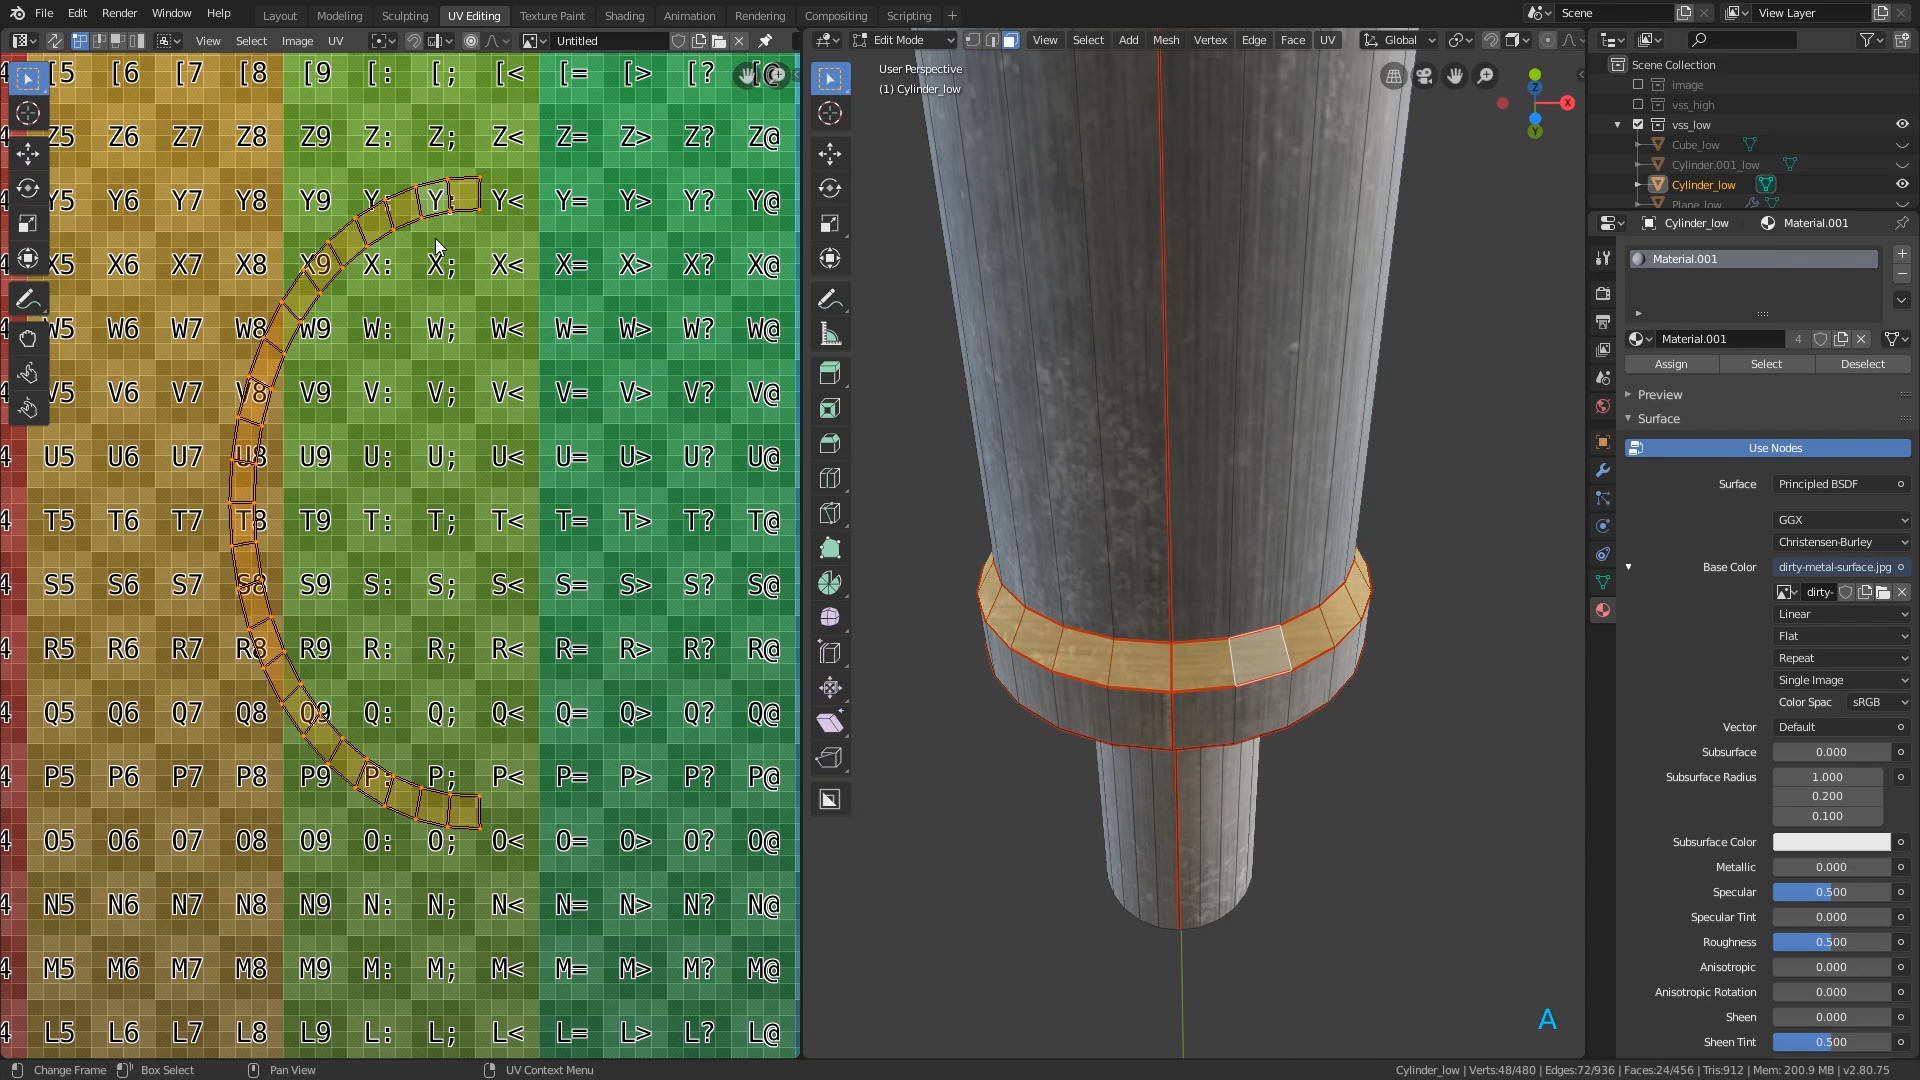 File Edit Render Window Help Layout Modeling Sculpting UV Editing Texture Paint Shading Animation Rendering Compositing Scripting + Scene View Layer
View Select Image UV Untitled Edit Mode View Select Add Mesh Vertex Edge Face UV Global
User Perspective
(1) Cylinder_low
[5 [6 [7 [8 [9 [: [; [< [= [> [?
Z5 Z6 Z7 Z8 Z9 Z: Z; Z< Z= Z> Z? Z@
Y5 Y6 Y7 Y8 Y9 Y: Y; Y< Y= Y> Y? Y@
X5 X6 X7 X8 X9 X: X; X< X= X> X? X@
W5 W6 W7 W8 W9 W: W; W< W= W> W? W@
V5 V6 V7 V8 V9 V: V; V< V= V> V? V@
U5 U6 U7 U8 U9 U: U; U< U= U> U? U@
T5 T6 T7 T8 T9 T: T; T< T= T> T? T@
S5 S6 S7 S8 S9 S: S; S< S= S> S? S@
R5 R6 R7 R8 R9 R: R; R< R= R> R? R@
Q5 Q6 Q7 Q8 Q9 Q: Q; Q< Q= Q> Q? Q@
P5 P6 P7 P8 P9 P: P; P< P= P> P? P@
O5 O6 O7 O8 O9 O: O; O< O= O> O? O@
N5 N6 N7 N8 N9 N: N; N< N= N> N? N@
M5 M6 M7 M8 M9 M: M; M< M= M> M? M@
L5 L6 L7 L8 L9 L: L; L< L= L> L? L@
Z
X
Y
A
Scene Collection
image
vss_high
vss_low
Cube_low
Cylinder.001_low
Cylinder_low
Plane_low
Cylinder_low Material.001
Material.001
Material.001 4
Assign Select Deselect
Preview
Surface
Use Nodes
Surface Principled BSDF
GGX
Christensen-Burley
Base Color dirty-metal-surface.jpg
dirty-
Linear
Flat
Repeat
Single Image
Color Spac sRGB
Vector Default
Subsurface 0.000
Subsurface Radius 1.000
0.200
0.100
Subsurface Color
Metallic 0.000
Specular 0.500
Specular Tint 0.000
Roughness 0.500
Anisotropic 0.000
Anisotropic Rotation 0.000
Sheen 0.000
Sheen Tint 0.500
Change Frame Box Select Pan View UV Context Menu Cylinder_low | Verts:48/480 | Edges:72/936 | Faces:24/456 | Tris:912 | Mem: 200.9 MB | v2.80.75